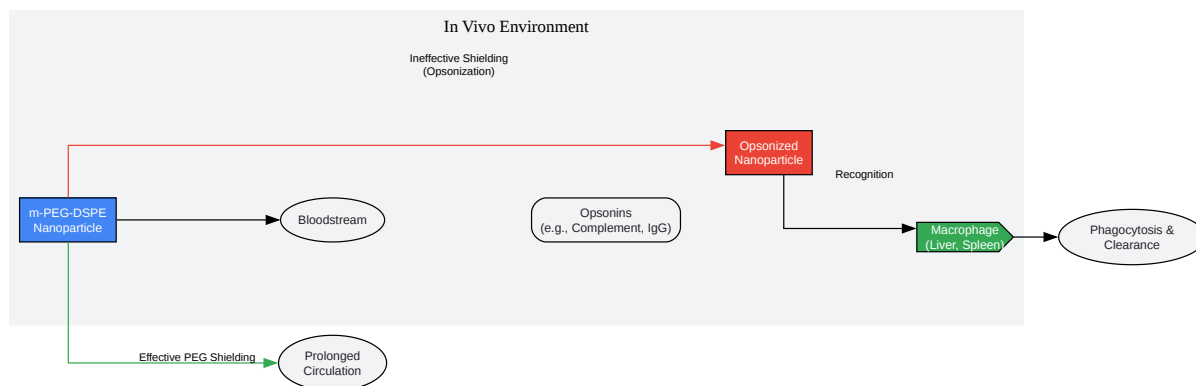 In Vivo Environment
Ineffective Shielding
(Opsonization)
Opsonized
Nanoparticle
Recognition
m-PEG-DSPE
Nanoparticle
Bloodstream
Opsonins
(e.g., Complement, IgG)
Macrophage
(Liver, Spleen)
Phagocytosis &
Clearance
Effective PEG Shielding
Prolonged
Circulation